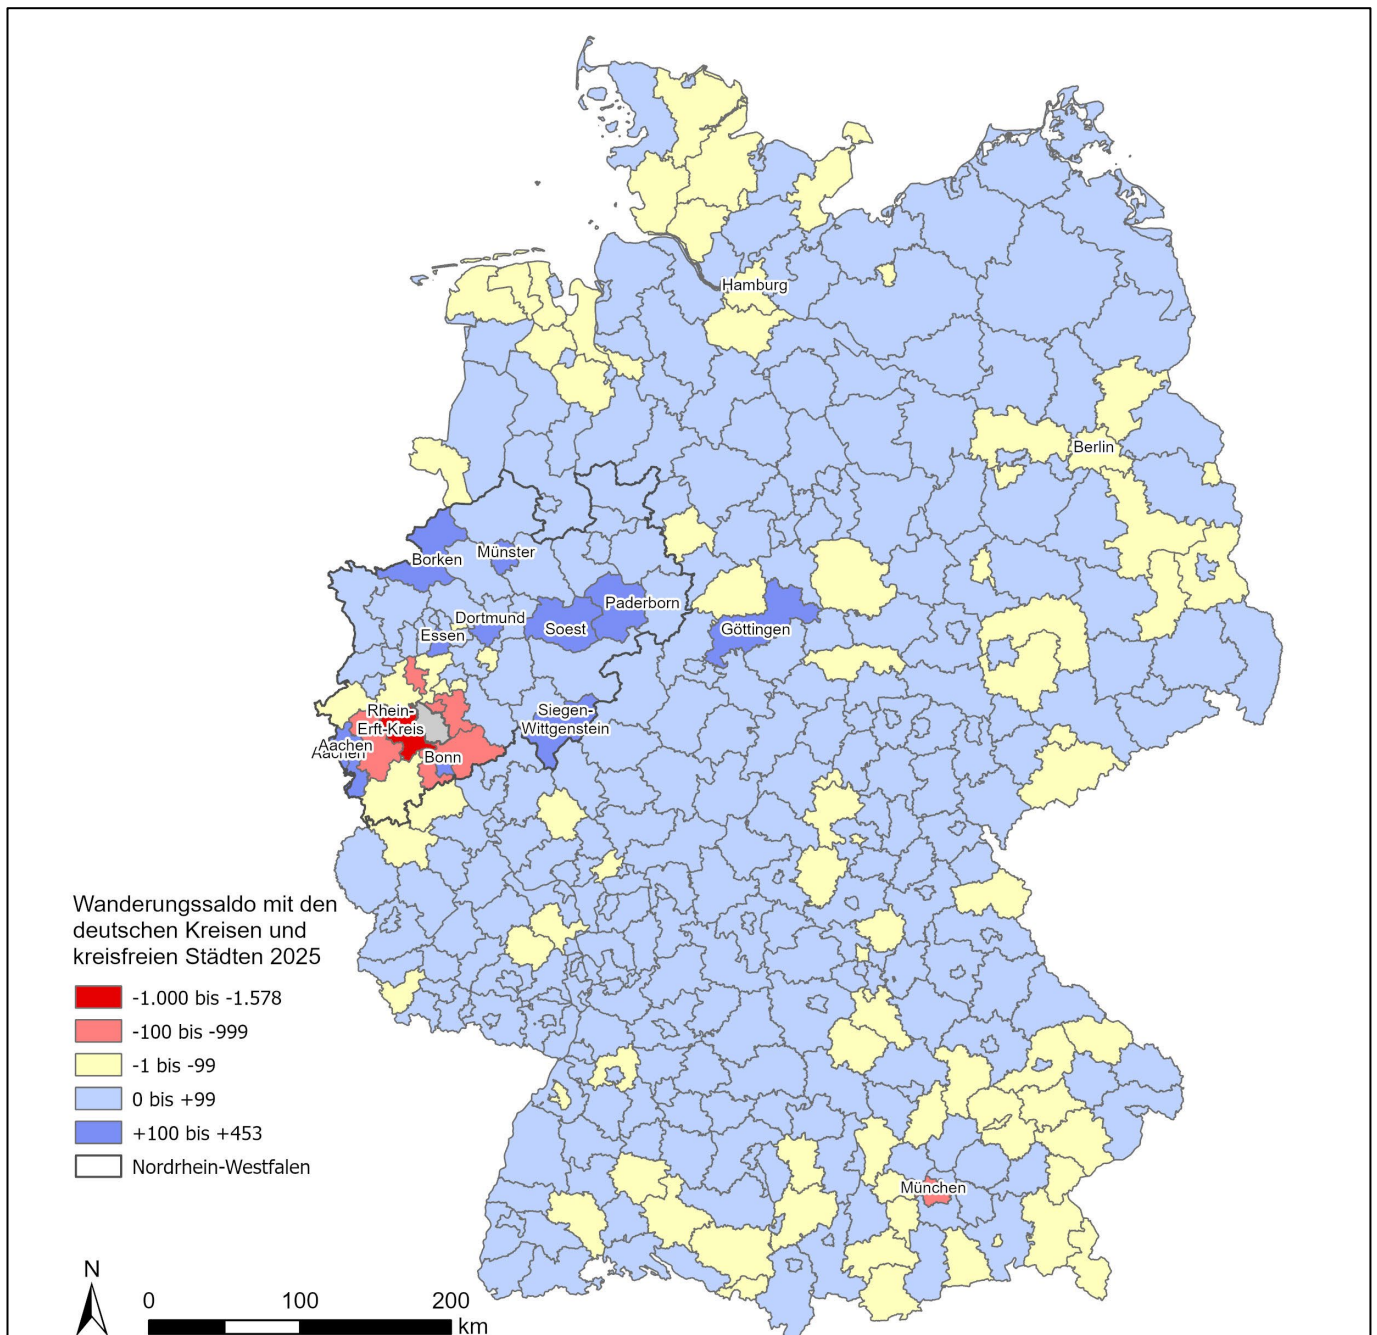 Hamburg
Berlin
Borken
Münster
Paderborn
Dortmund
Soest
Göttingen
Essen
Rhein-
Erft-Kreis
Siegen-
Wittgenstein
Aachen
Aachen
Bonn
München
Wanderungssaldo mit den
deutschen Kreisen und
kreisfreien Städten 2025
-1.000 bis -1.578
-100 bis -999
-1 bis -99
0 bis +99
+100 bis +453
Nordrhein-Westfalen
N
0 100 200
km